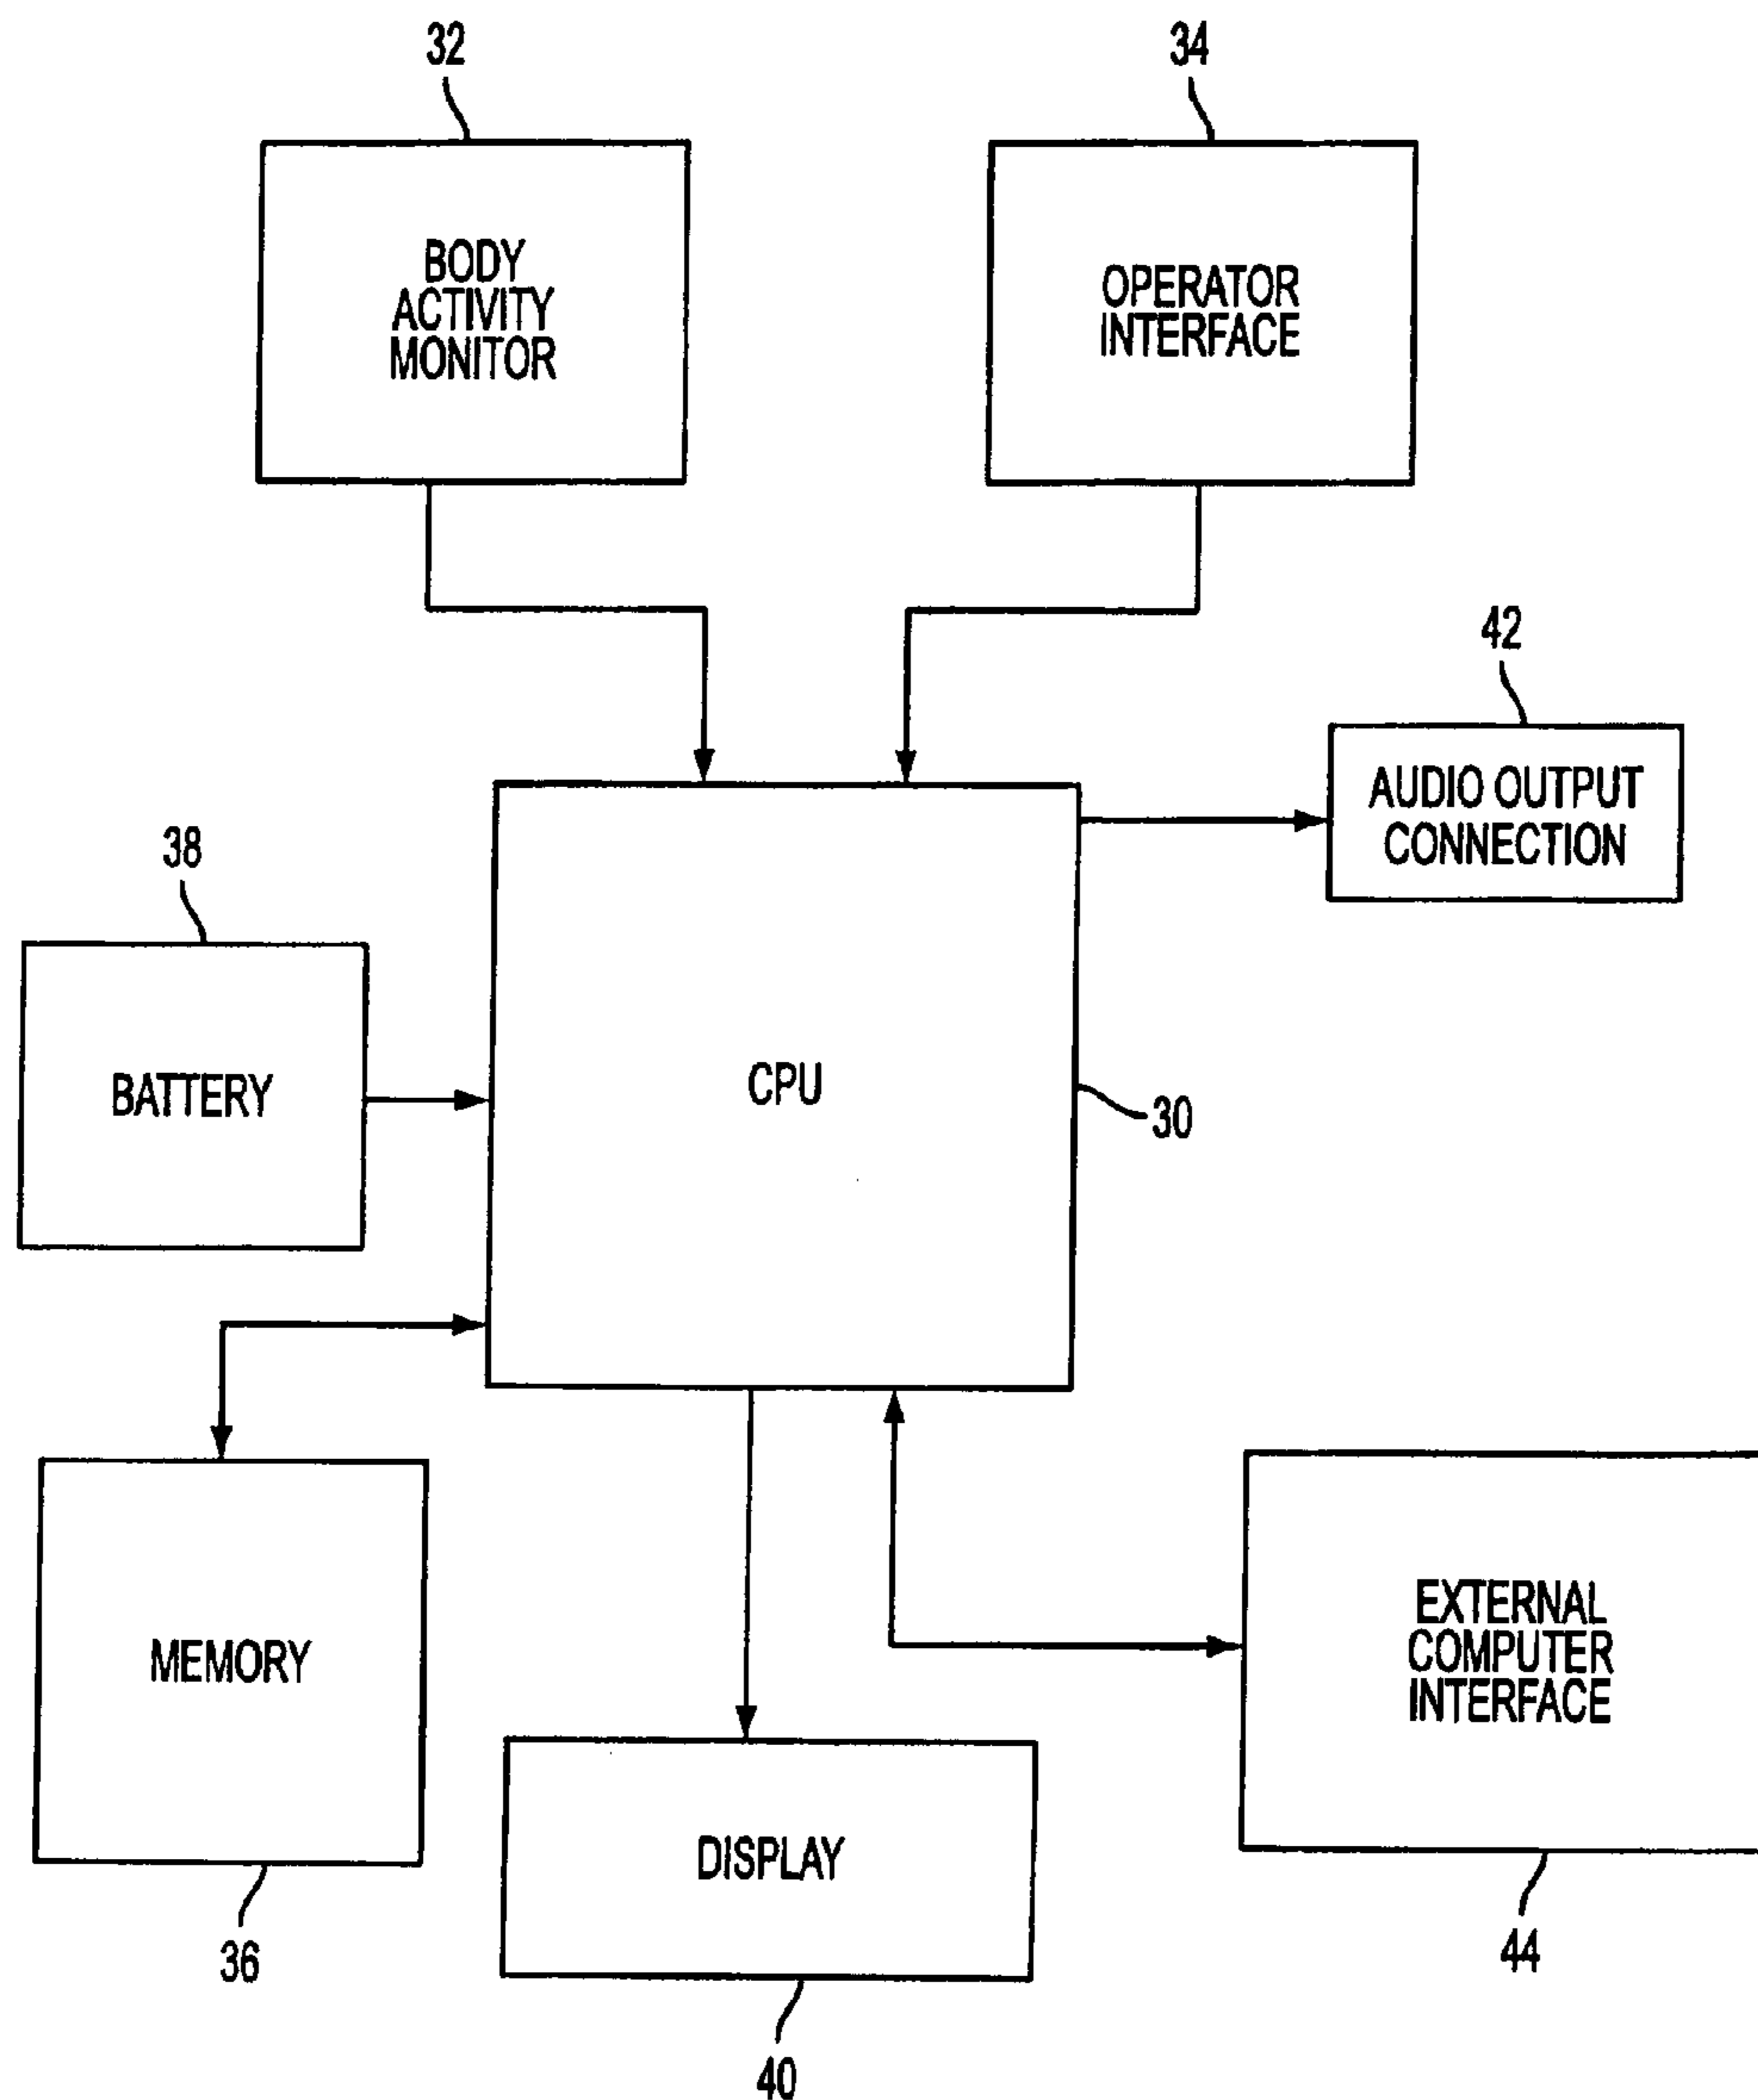 32
34
BODY
ACTIVITY
MONITOR
OPERATOR
INTERFACE
42
AUDIO OUTPUT
CONNECTION
38
BATTERY
CPU
30
MEMORY
EXTERNAL
COMPUTER
INTERFACE
DISPLAY
36
44
40